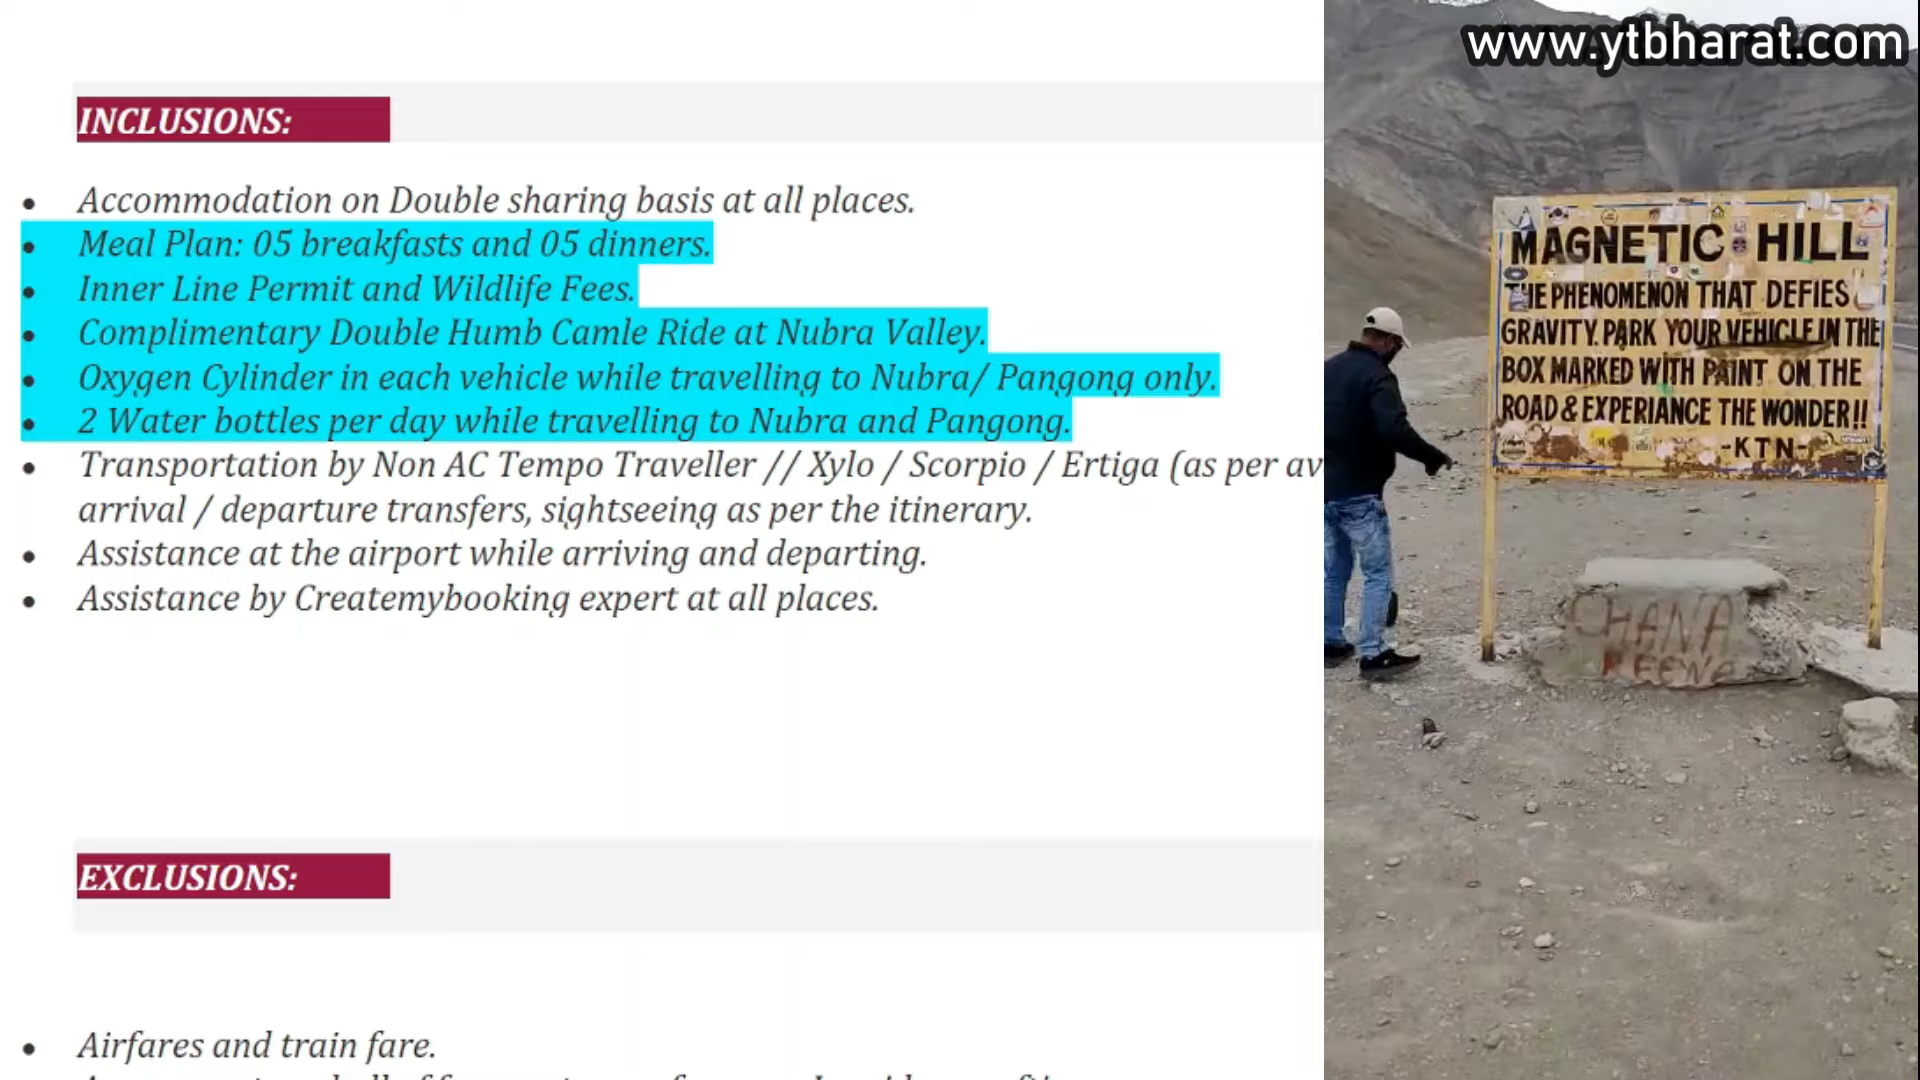 www.ytbharat.com
INCLUSIONS:
Accommodation on Double sharing basis at all places.
Meal Plan: 05 breakfasts and 05 dinners.
Inner Line Permit and Wildlife Fees.
Complimentary Double Humb Camle Ride at Nubra Valley.
Oxygen Cylinder in each vehicle while travelling to Nubra/ Pangong only.
2 Water bottles per day while travelling to Nubra and Pangong.
Transportation by Non AC Tempo Traveller // Xylo / Scorpio / Ertiga (as per av
arrival / departure transfers, sightseeing as per the itinerary.
Assistance at the airport while arriving and departing.
Assistance by Createmybooking expert at all places.
EXCLUSIONS:
Airfares and train fare.
MAGNETIC HILL
THE PHENOMENON THAT DEFIES
GRAVITY. PARK YOUR VEHICLE IN THE
BOX MARKED WITH PAINT ON THE
ROAD & EXPERIANCE THE WONDER!!
-KTN-
CHANA